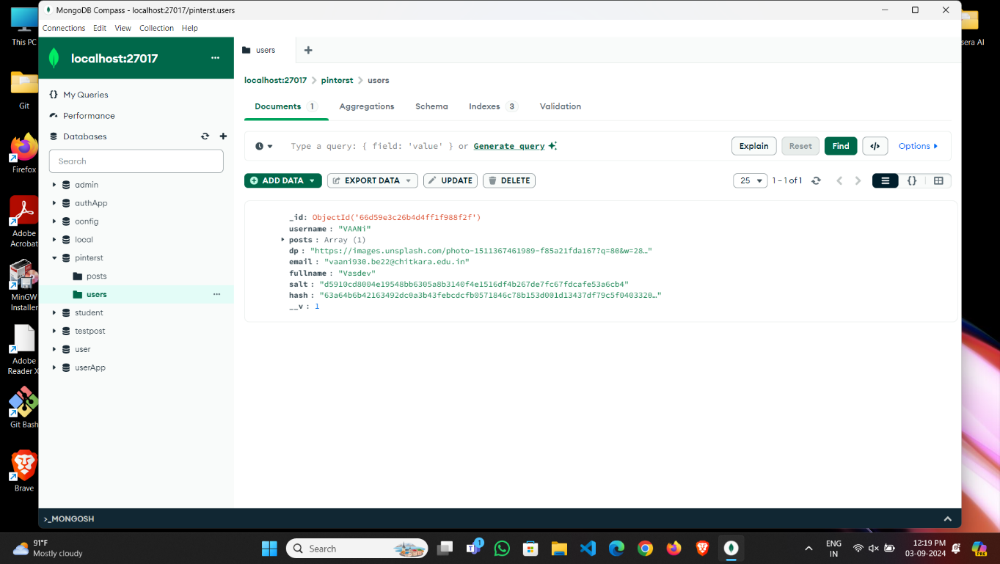 MongoDB Compass - localhost:27017/pinterst.users
Connections Edit View Collection Help
This PC
Git
Firefox
Adobe
Acrobat
MinGW
Installer
Adobe
Reader X
Git Bash
Brave
sera AI
localhost:27017
My Queries
Performance
Databases
Search
admin
authApp
config
local
pinterst
posts
users
student
testpost
user
userApp
users
localhost:27017 > pinterst > users
Documents 1 Aggregations Schema Indexes 3 Validation
Type a query: { field: 'value' } or Generate query Explain Reset Find </> Options
ADD DATA EXPORT DATA UPDATE DELETE 25 1 – 1 of 1 {}
_id: ObjectId('66d59e3c26b4d4ff1f988f2f')
username : "VAANi"
posts : Array (1)
dp : "https://images.unsplash.com/photo-1511367461989-f85a21fda167?q=80&w=28…"
email : "vaani930.be22@chitkara.edu.in"
fullname : "Vasdev"
salt : "d5910cd8004e19548bb6305a8b3140f4e1516df4b267de7fc67fdcafe53a6cb4"
hash : "63a64b6b42163492dc0a3b43febcdcfb0571846c78b153d001d13437df79c5f0403320…"
__v : 1
>_MONGOSH
91°F
Mostly cloudy
Search
1
ENG
IN
12:19 PM
03-09-2024
PRE